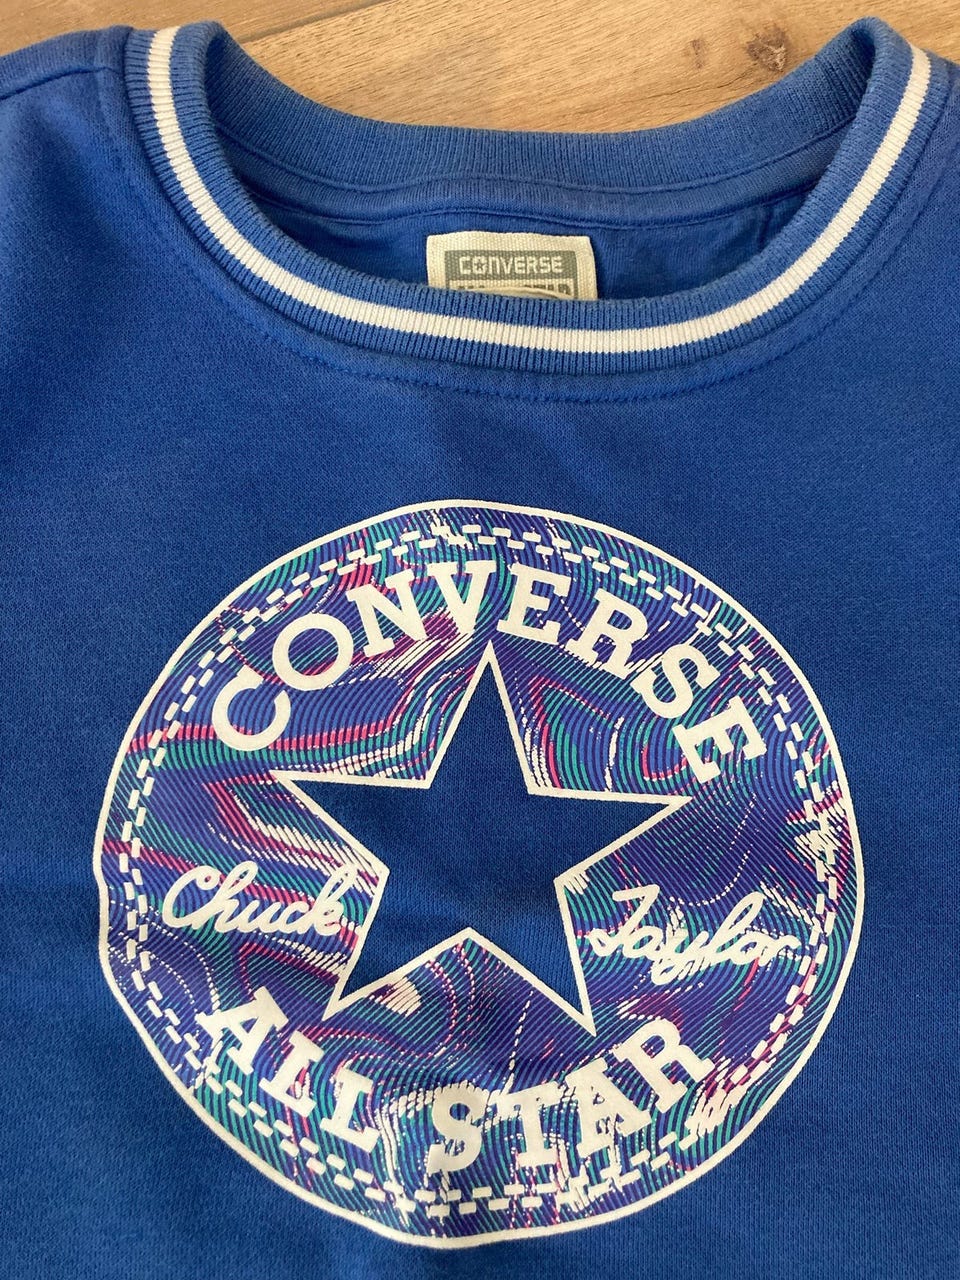 CONVERSE
CONVERSE
Chuck Taylor
ALL STAR